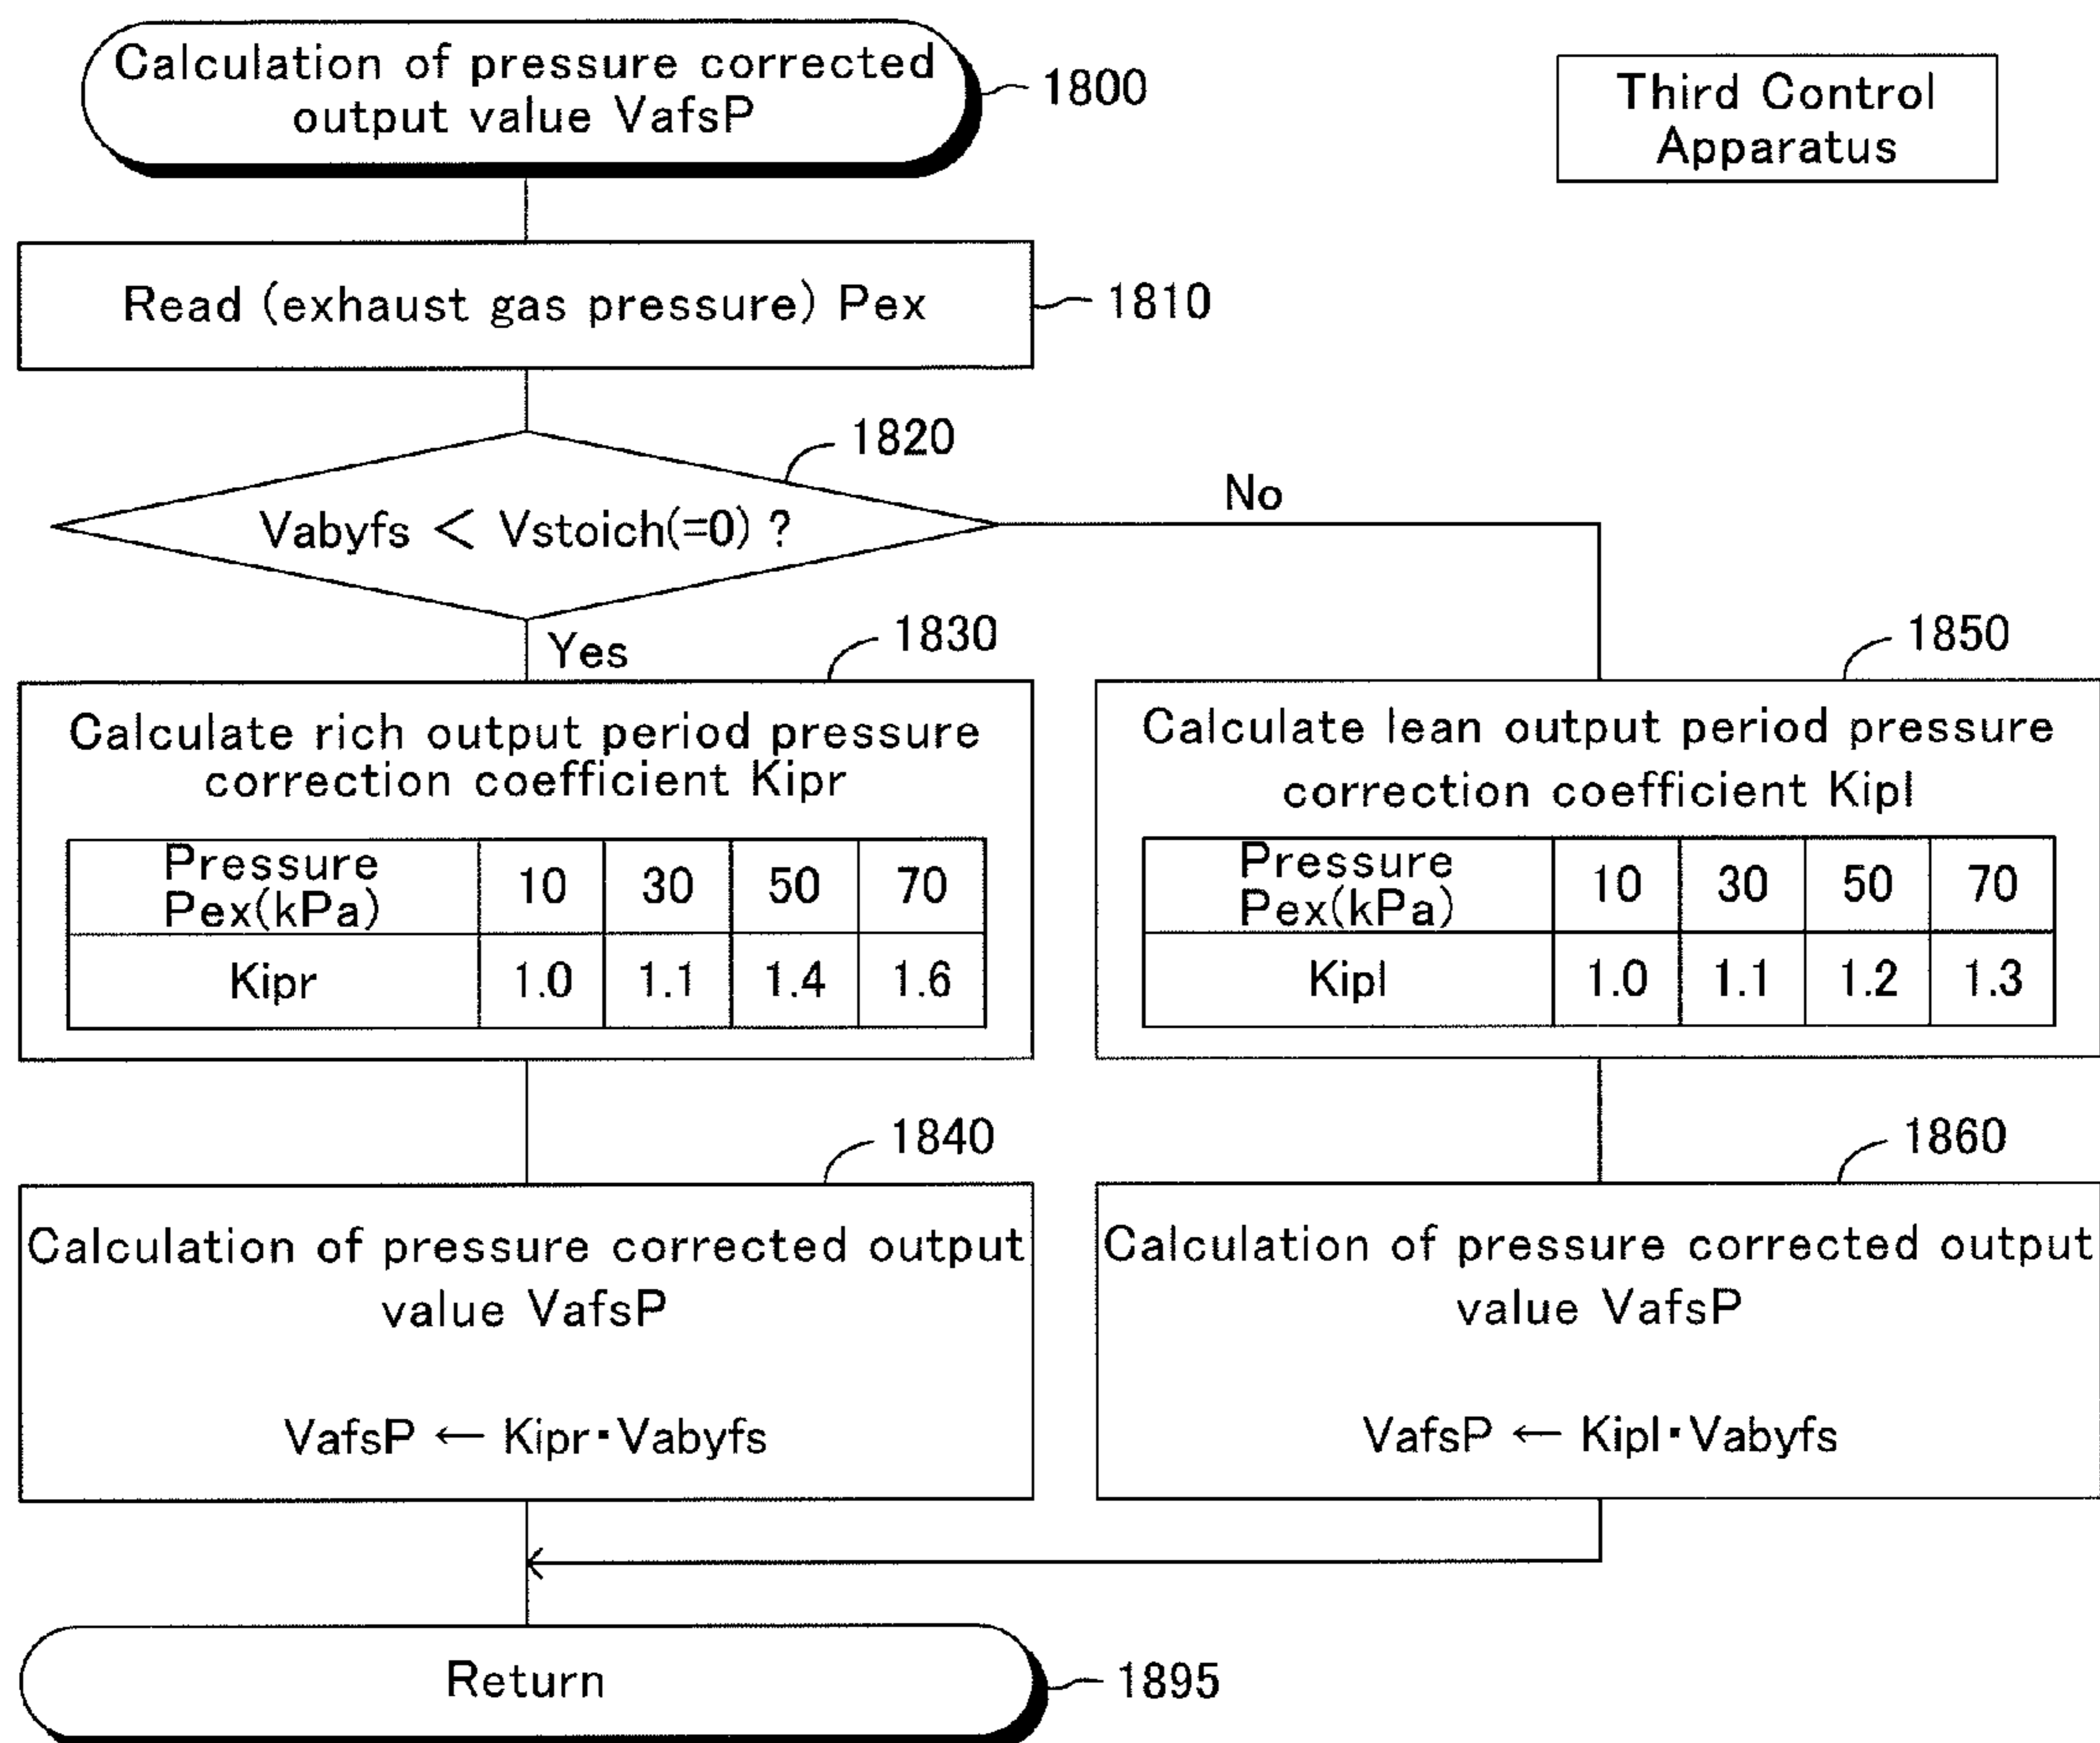 Calculation of pressure corrected
output value VafsP
1800
Third Control
Apparatus
Read (exhaust gas pressure) Pex
1810
1820
Vabyfs < Vstoich(=0) ?
No
Yes
1830
Calculate rich output period pressure
correction coefficient Kipr
Pressure
Pex(kPa)
10 30 50 70
Kipr 1.0 1.1 1.4 1.6
1850
Calculate lean output period pressure
correction coefficient Kipl
Pressure
Pex(kPa)
10 30 50 70
Kipl 1.0 1.1 1.2 1.3
1840
Calculation of pressure corrected output
value VafsP
VafsP ← Kipr▪Vabyfs
1860
Calculation of pressure corrected output
value VafsP
VafsP ← Kipl▪Vabyfs
Return
1895